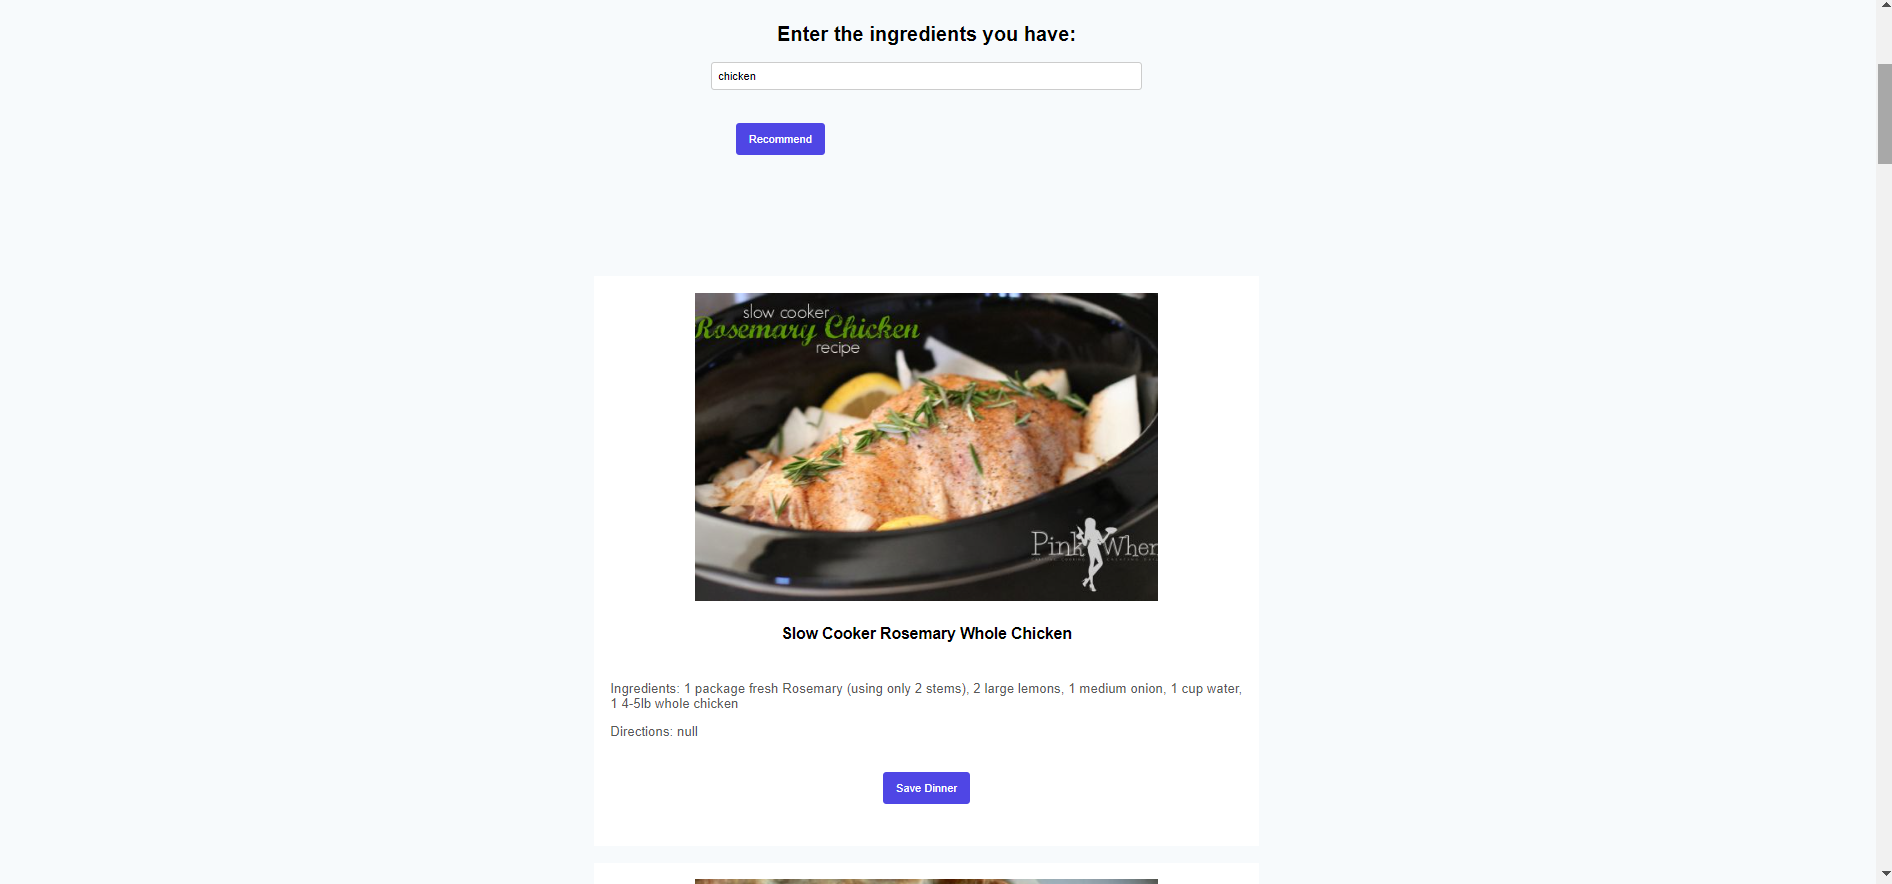 Enter the ingredients you have:
chicken
Recommend
slow cooker
Rosemary Chicken
recipe
Pink When
Slow Cooker Rosemary Whole Chicken
Ingredients: 1 package fresh Rosemary (using only 2 stems), 2 large lemons, 1 medium onion, 1 cup water,
1 4-5lb whole chicken
Directions: null
Save Dinner